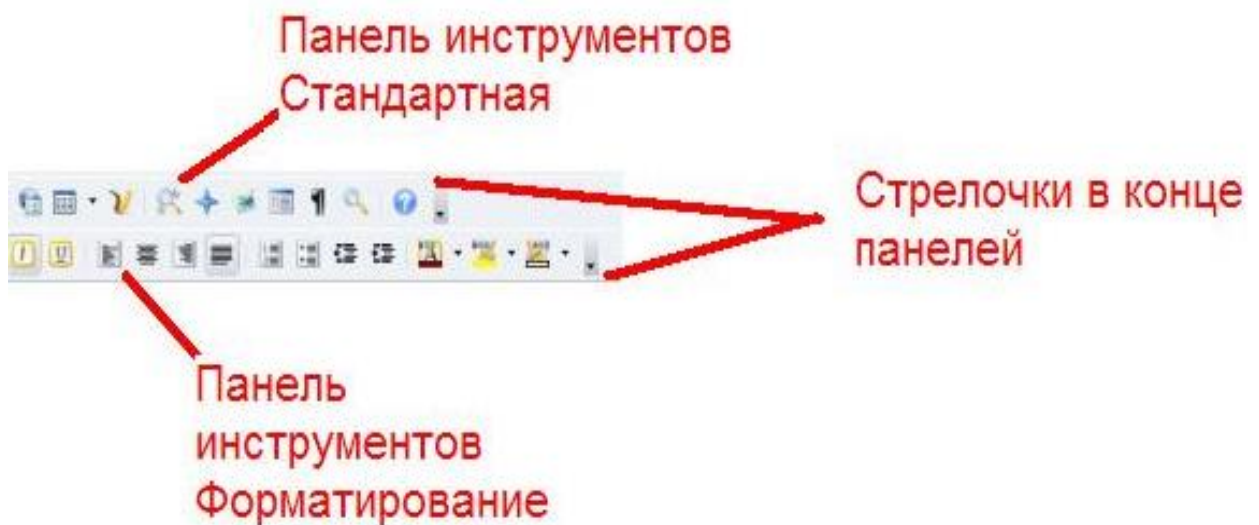 Панель инструментов
Стандартная
Стрелочки в конце
панелей
Панель
инструментов
Форматирование